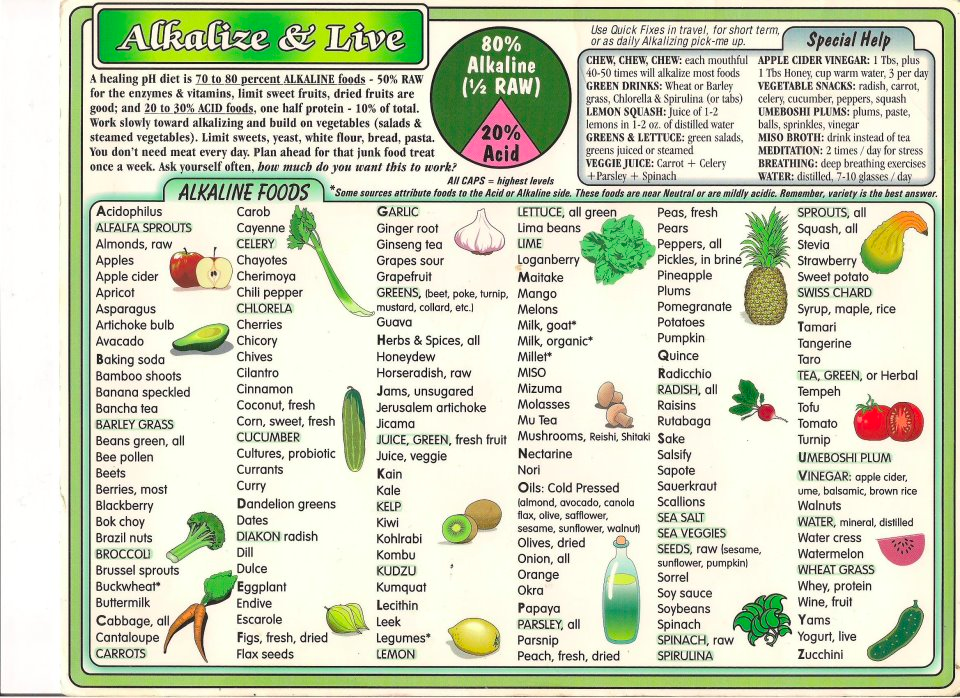 Alkalize & Live
A healing pH diet is 70 to 80 percent ALKALINE foods - 50% RAW
for the enzymes & vitamins, limit sweet fruits, dried fruits are
good; and 20 to 30% ACID foods, one half protein - 10% of total.
Work slowly toward alkalizing and build on vegetables (salads &
steamed vegetables). Limit sweets, yeast, white flour, bread, pasta.
You don't need meat every day. Plan ahead for that junk food treat
once a week. Ask yourself often, how much do you want this to work?
80%
Alkaline
(½ RAW)
20%
Acid
Use Quick Fixes in travel, for short term,
or as daily Alkalizing pick-me up.
Special Help
CHEW, CHEW, CHEW: each mouthful
40-50 times will alkalize most foods
GREEN DRINKS: Wheat or Barley
grass, Chlorella & Spirulina (or tabs)
LEMON SQUASH: Juice of 1-2
lemons in 1-2 oz. of distilled water
GREENS & LETTUCE: green salads,
greens juiced or steamed
VEGGIE JUICE: Carrot + Celery
+Parsley + Spinach
APPLE CIDER VINEGAR: 1 Tbs, plus
1 Tbs Honey, cup warm water, 3 per day
VEGETABLE SNACKS: radish, carrot,
celery, cucumber, peppers, squash
UMEBOSHI PLUMS: plums, paste,
balls, sprinkles, vinegar
MISO BROTH: drink instead of tea
MEDITATION: 2 times / day for stress
BREATHING: deep breathing exercises
WATER: distilled, 7-10 glasses / day
All CAPS = highest levels
ALKALINE FOODS
*Some sources attribute foods to the Acid or Alkaline side. These foods are near Neutral or are mildly acidic. Remember, variety is the best answer.
Acidophilus
ALFALFA SPROUTS
Almonds, raw
Apples
Apple cider
Apricot
Asparagus
Artichoke bulb
Avacado
Baking soda
Bamboo shoots
Banana speckled
Bancha tea
BARLEY GRASS
Beans green, all
Bee pollen
Beets
Berries, most
Blackberry
Bok choy
Brazil nuts
BROCCOLI
Brussel sprouts
Buckwheat*
Buttermilk
Cabbage, all
Cantaloupe
CARROTS
Carob
Cayenne
CELERY
Chayotes
Cherimoya
Chili pepper
CHLORELA
Cherries
Chicory
Chives
Cilantro
Cinnamon
Coconut, fresh
Corn, sweet, fresh
CUCUMBER
Cultures, probiotic
Currants
Curry
Dandelion greens
Dates
DIAKON radish
Dill
Dulce
Eggplant
Endive
Escarole
Figs, fresh, dried
Flax seeds
GARLIC
Ginger root
Ginseng tea
Grapes sour
Grapefruit
GREENS, (beet, poke, turnip,
mustard, collard, etc.)
Guava
Herbs & Spices, all
Honeydew
Horseradish, raw
Jams, unsugared
Jerusalem artichoke
Jicama
JUICE, GREEN, fresh fruit
Juice, veggie
Kain
Kale
KELP
Kiwi
Kohlrabi
Kombu
KUDZU
Kumquat
Lecithin
Leek
Legumes*
LEMON
LETTUCE, all green
Lima beans
LIME
Loganberry
Maitake
Mango
Melons
Milk, goat*
Milk, organic*
Millet*
MISO
Mizuma
Molasses
Mu Tea
Mushrooms, Reishi, Shitaki
Nectarine
Nori
Oils: Cold Pressed
(almond, avocado, canola
flax, olive, safflower,
sesame, sunflower, walnut)
Olives, dried
Onion, all
Orange
Okra
Papaya
PARSLEY, all
Parsnip
Peach, fresh, dried
Peas, fresh
Pears
Peppers, all
Pickles, in brine
Pineapple
Plums
Pomegranate
Potatoes
Pumpkin
Quince
Radicchio
RADISH, all
Raisins
Rutabaga
Sake
Salsify
Sapote
Sauerkraut
Scallions
SEA SALT
SEA VEGGIES
SEEDS, raw (sesame,
sunflower, pumpkin)
Sorrel
Soy sauce
Soybeans
Spinach
SPINACH, raw
SPIRULINA
SPROUTS, all
Squash, all
Stevia
Strawberry
Sweet potato
SWISS CHARD
Syrup, maple, rice
Tamari
Tangerine
Taro
TEA, GREEN, or Herbal
Tempeh
Tofu
Tomato
Turnip
UMEBOSHI PLUM
VINEGAR: apple cider,
ume, balsamic, brown rice
Walnuts
WATER, mineral, distilled
Water cress
Watermelon
WHEAT GRASS
Whey, protein
Wine, fruit
Yams
Yogurt, live
Zucchini